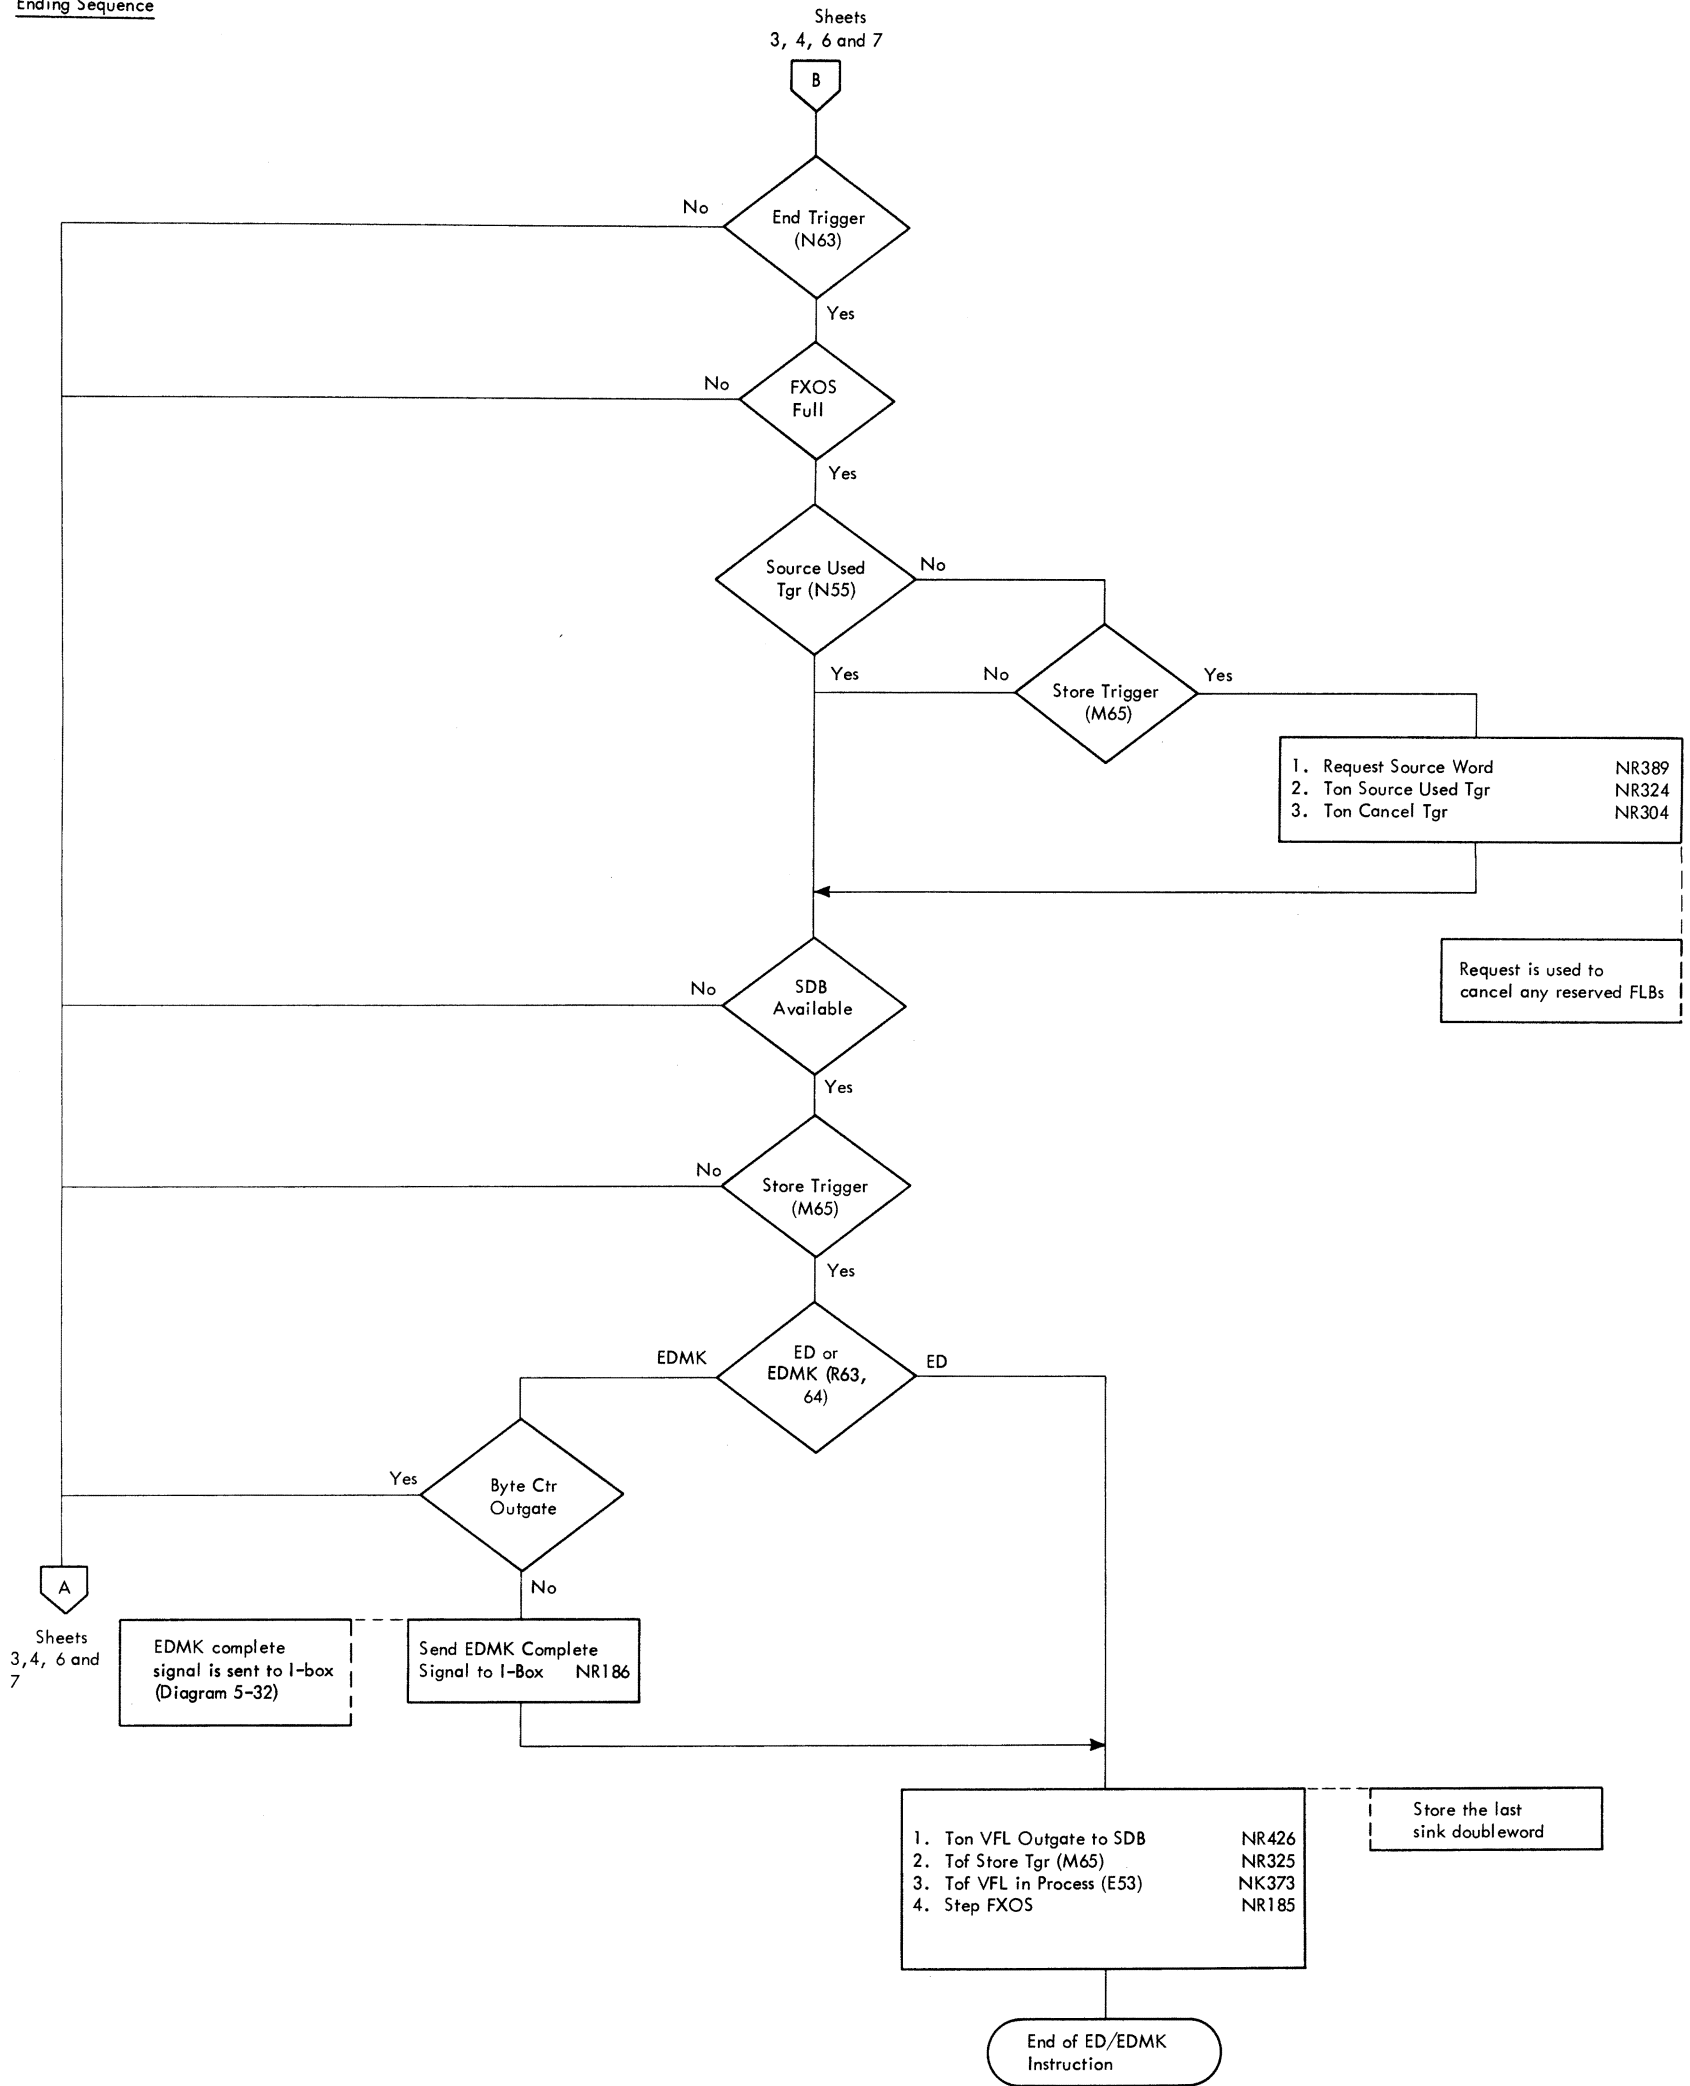 Ending Sequence
Sheets
3, 4, 6 and 7
B
No
End Trigger
(N63)
Yes
No
FXOS
Full
Yes
Source Used
Tgr (N55)
No
Yes
No
Store Trigger
(M65)
Yes
1. Request Source Word NR389
2. Ton Source Used Tgr NR324
3. Ton Cancel Tgr NR304
Request is used to
cancel any reserved FLBs
No
SDB
Available
Yes
No
Store Trigger
(M65)
Yes
EDMK
ED or
EDMK (R63,
64)
ED
Yes
Byte Ctr
Outgate
No
A
Sheets
3,4, 6 and
7
EDMK complete
signal is sent to I-box
(Diagram 5-32)
Send EDMK Complete
Signal to I-Box NR186
1. Ton VFL Outgate to SDB NR426
2. Tof Store Tgr (M65) NR325
3. Tof VFL in Process (E53) NK373
4. Step FXOS NR185
Store the last
sink doubleword
End of ED/EDMK
Instruction